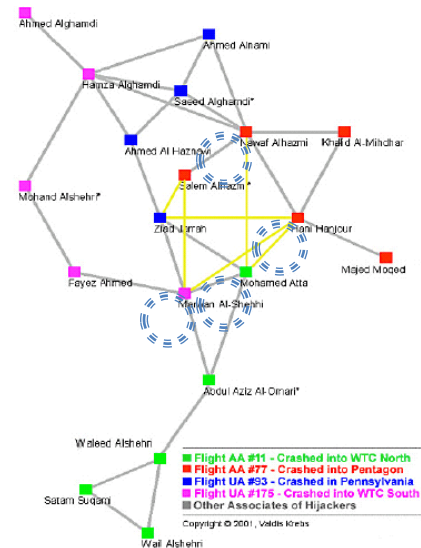 Ahmed Alghamdi
Ahmed Alnami
Hamza Alghamdi
Saeed Alghamdi*
Nawaf Alhazmi
Khalid Al-Mihdhar
Ahmed Al Haznawi
Salem Alhazmi*
Mohand Alshehri*
Ziad Jarrah
Hani Hanjour
Majed Moqed
Fayez Ahmed
Mohamed Atta
Marwan Al-Shehhi
Abdul Aziz Al-Omari*
Waleed Alshehri
Satam Suqami
Wail Alshehri
Flight AA #11 - Crashed into WTC North
Flight AA #77 - Crashed into Pentagon
Flight UA #93 - Crashed in Pennsylvania
Flight UA #175 - Crashed into WTC South
Other Associates of Hijackers
Copyright © 2001, Valdis Krebs